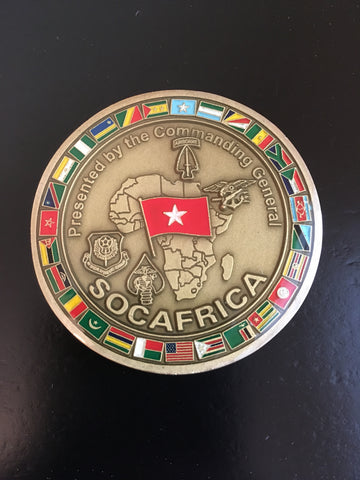 Presented by the Commanding General
AIRBORNE
SOCAFRICA